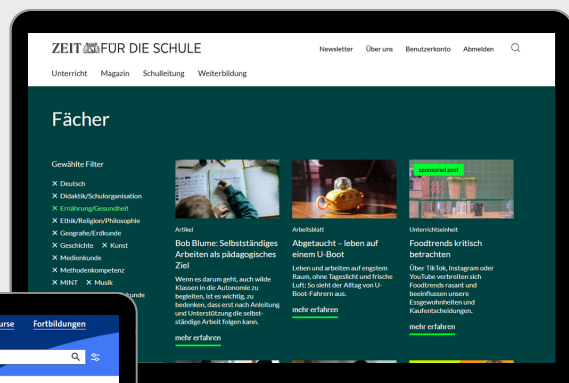 ZEIT FÜR DIE SCHULE
Newsletter Über uns Benutzerkonto Abmelden
Unterricht Magazin Schulleitung Weiterbildung
Fächer
Gewählte Filter
X Deutsch
X Didaktik/Schulorganisation
X Ernährung/Gesundheit
X Ethik/Religion/Philosophie
X Geografie/Erdkunde
X Geschichte X Kunst
X Medienkunde
X Methodenkompetenz
X MINT X Musik
Artikel
Bob Blume: Selbstständiges
Arbeiten als pädagogisches
Ziel
Wenn es darum geht, auch wilde
Klassen in die Autonomie zu
begleiten, ist es wichtig, zu
bedenken, dass erst nach Anleitung
und Unterstützung die selbst-
ständige Arbeit folgen kann.
mehr erfahren
Arbeitsblatt
Abgetaucht – leben auf
einem U-Boot
Leben und arbeiten auf engstem
Raum, ohne Tageslicht und frische
Luft: So sieht der Alltag von U-
Boot-Fahrern aus.
mehr erfahren
sponsored post
Unterrichtseinheit
Foodtrends kritisch
betrachten
Über TikTok, Instagram oder
YouTube verbreiten sich
Foodtrends rasant und
beeinflussen unsere
Essgewohnheiten und
Kaufentscheidungen.
mehr erfahren
Fortbildungen